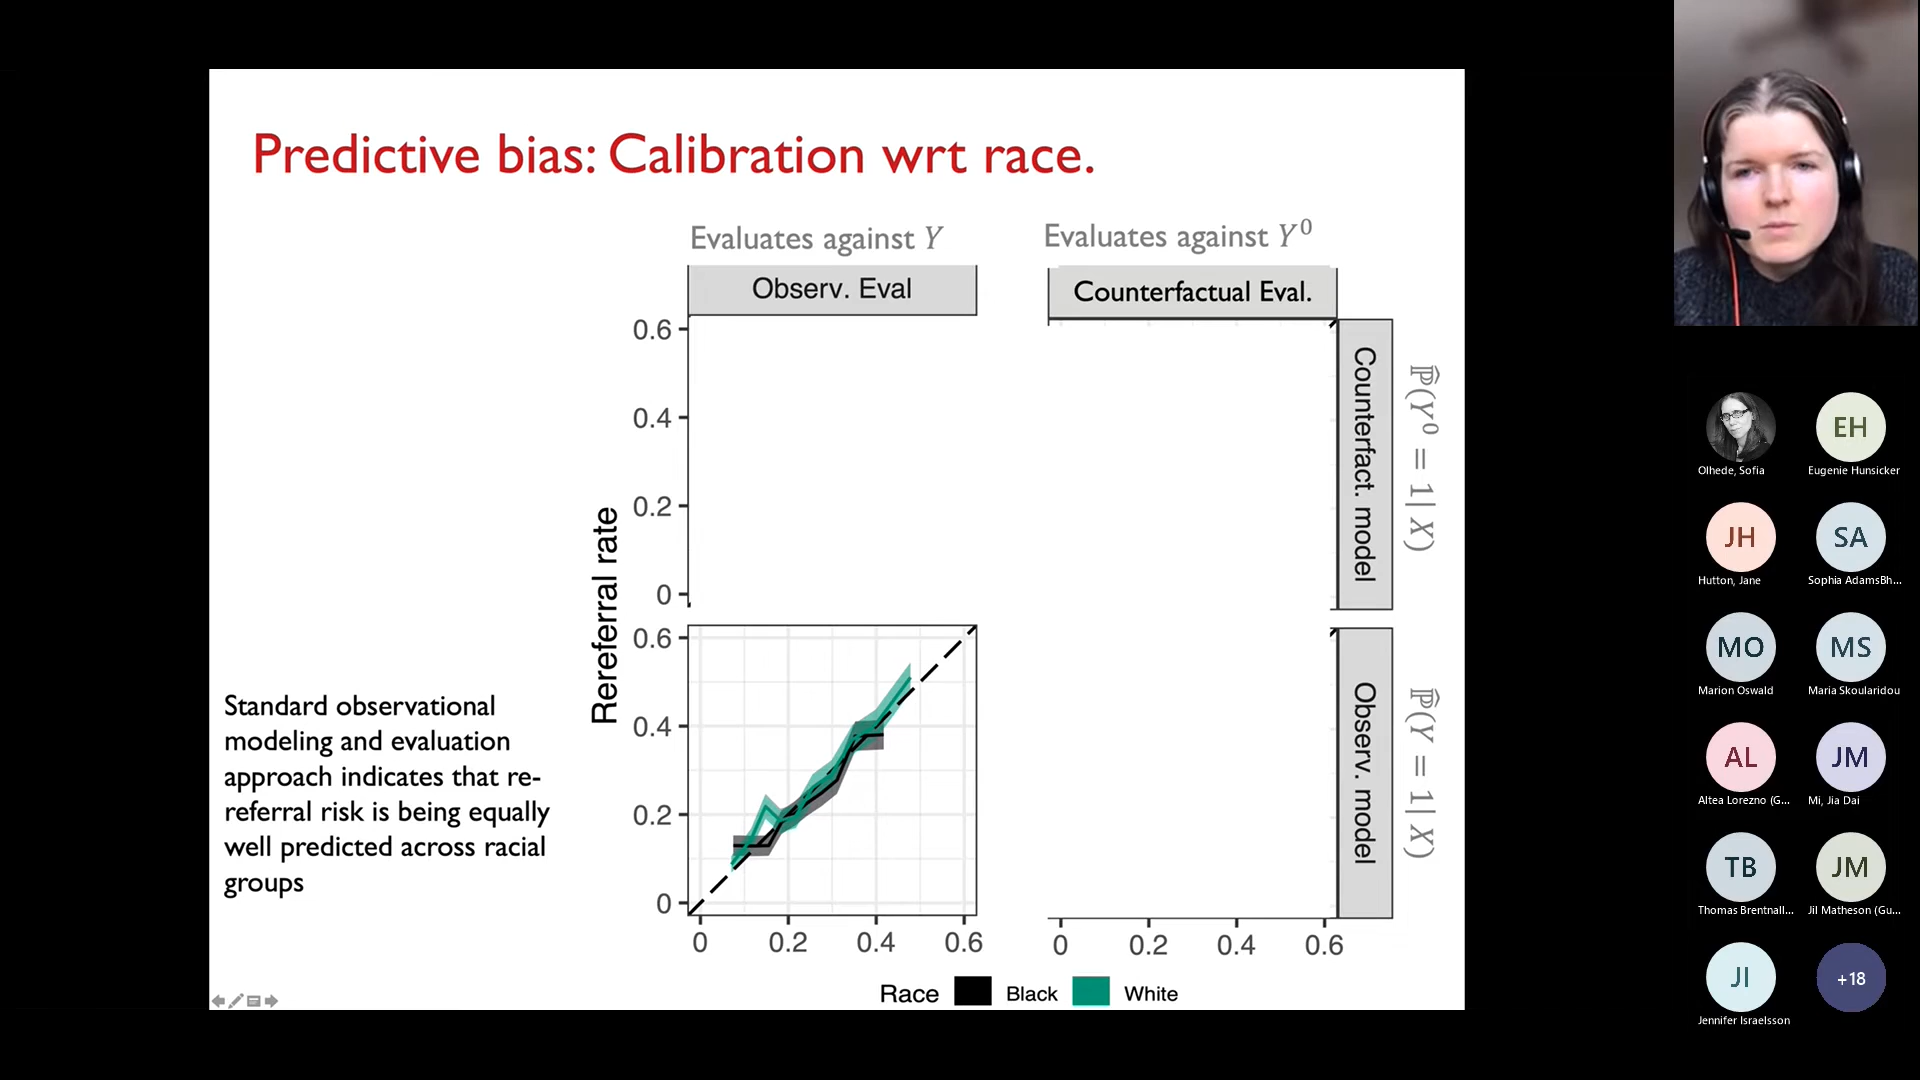 Predictive bias: Calibration wrt race.
Evaluates against Y
Evaluates against Y⁰
Observ. Eval
Counterfactual Eval.
0.6
0.4
0.2
0
Counterfact. model
ℙ̂(Y⁰ = 1| X)
Rereferral rate
0.6
0.4
0.2
0
Observ. model
ℙ̂(Y = 1| X)
Standard observational
modeling and evaluation
approach indicates that re-
referral risk is being equally
well predicted across racial
groups
0 0.2 0.4 0.6
0 0.2 0.4 0.6
Race Black White
Olhede, Sofia
EH
Eugenie Hunsicker
JH
Hutton, Jane
SA
Sophia AdamsBh...
MO
Marion Oswald
MS
Maria Skoularidou
AL
Altea Lorezno (G...
JM
Mi, Jia Dai
TB
Thomas Brentnall...
JM
Jil Matheson (Gu...
JI
Jennifer Israelsson
+18